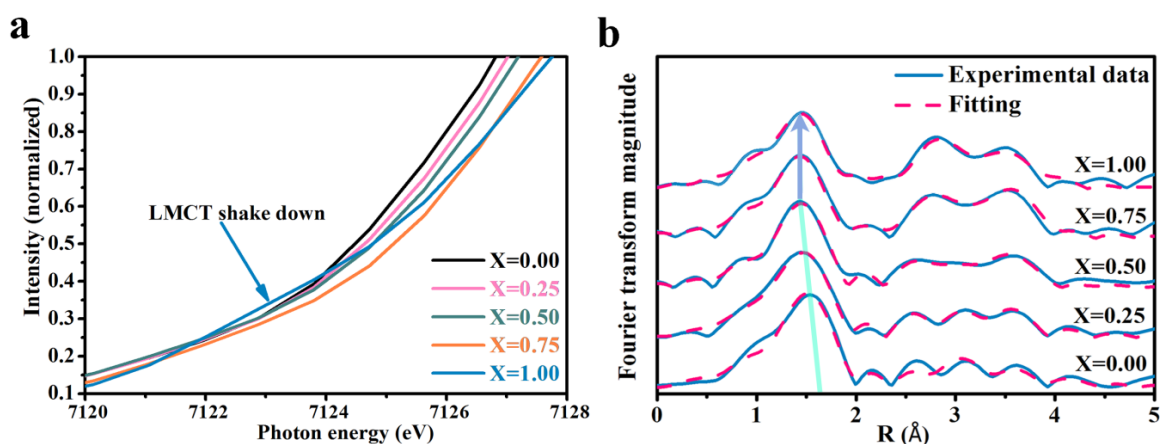 a
Intensity (normalized)
1.0
0.9
0.8
0.7
0.6
0.5
0.4
0.3
0.2
0.1
LMCT shake down
X=0.00
X=0.25
X=0.50
X=0.75
X=1.00
7120 7122 7124 7126 7128
Photon energy (eV)
b
Fourier transform magnitude
Experimental data
Fitting
X=1.00
X=0.75
X=0.50
X=0.25
X=0.00
0 1 2 3 4 5
R (Å)